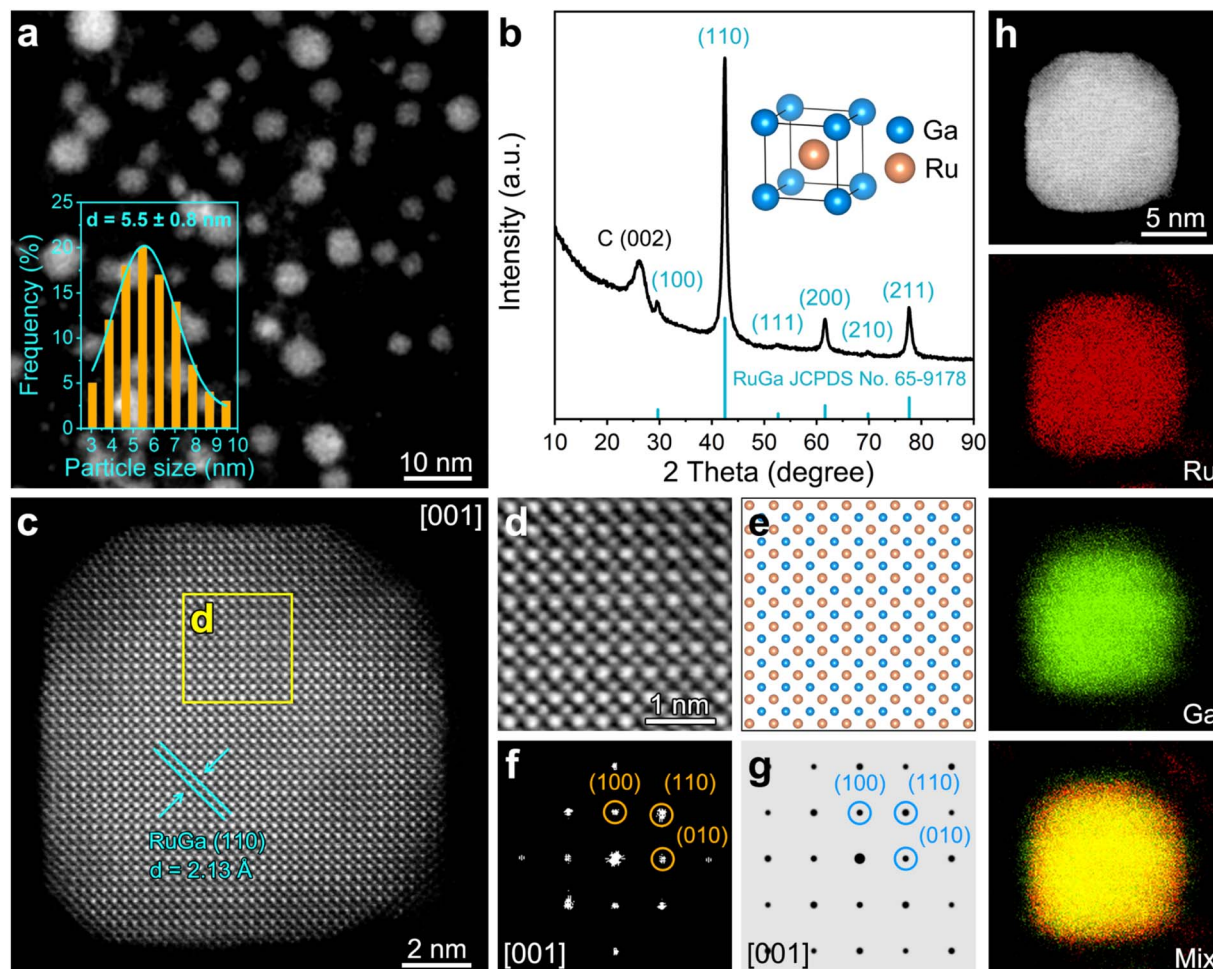 a
25
20
15
10
5
0
Frequency (%)
d = 5.5 ± 0.8 nm
3 4 5 6 7 8 9 10
Particle size (nm)
10 nm
b
Intensity (a.u.)
(110)
Ga
Ru
C (002)
(100)
(111)
(200)
(210)
(211)
RuGa JCPDS No. 65-9178
10 20 30 40 50 60 70 80 90
2 Theta (degree)
c
[001]
d
RuGa (110)
d = 2.13 Å
2 nm
d
1 nm
e
f
(100)
(110)
(010)
[001]
g
(100)
(110)
(010)
[001]
h
5 nm
Ru
Ga
Mix